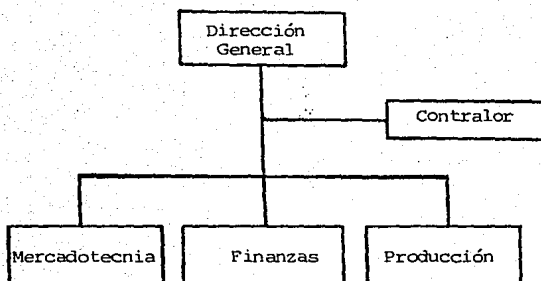 Dirección
General
Contralor
Mercadotecnia
Finanzas
Producción